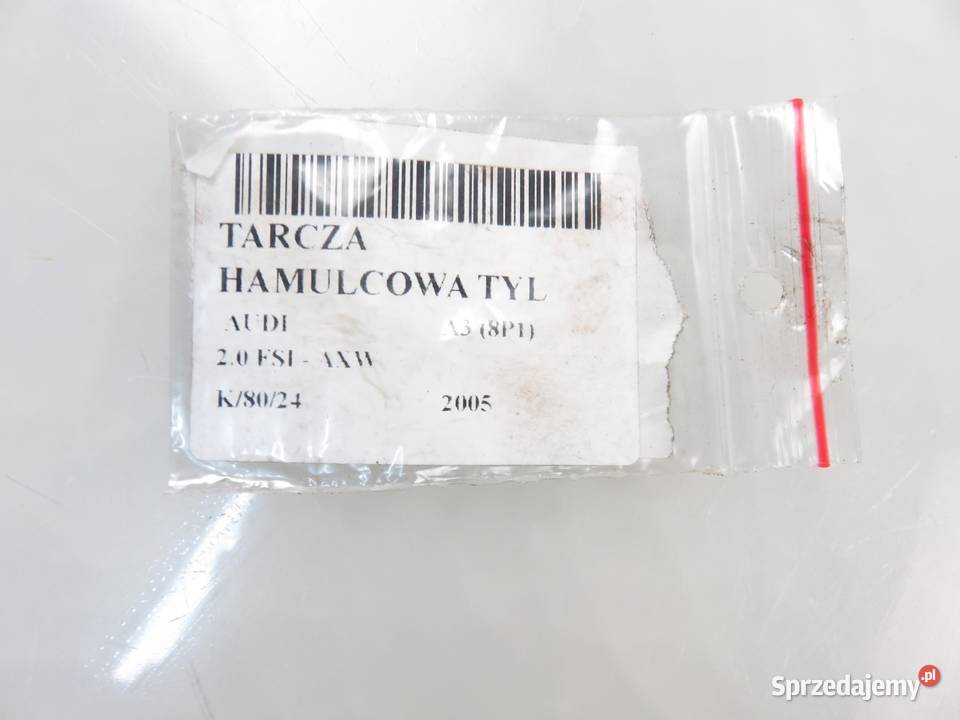 TARCZA
HAMULCOWA TYL
AUDI A3 (8P1)
2.0 FSI - AXW
K/80/24 2005
Sprzedajemy.pl